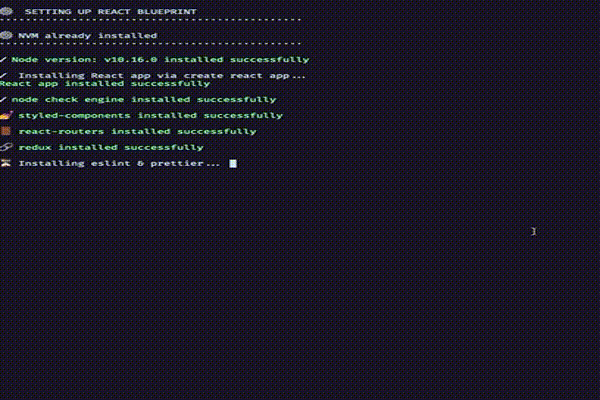 SETTING UP REACT BLUEPRINT
NVM already installed
✓ Node version: v10.16.0 installed successfully
✓ Installing React app via create react app...
React app installed successfully
✓ node check engine installed successfully
💅 styled-components installed successfully
react-routers installed successfully
🔗 redux installed successfully
⏳ Installing eslint & prettier...